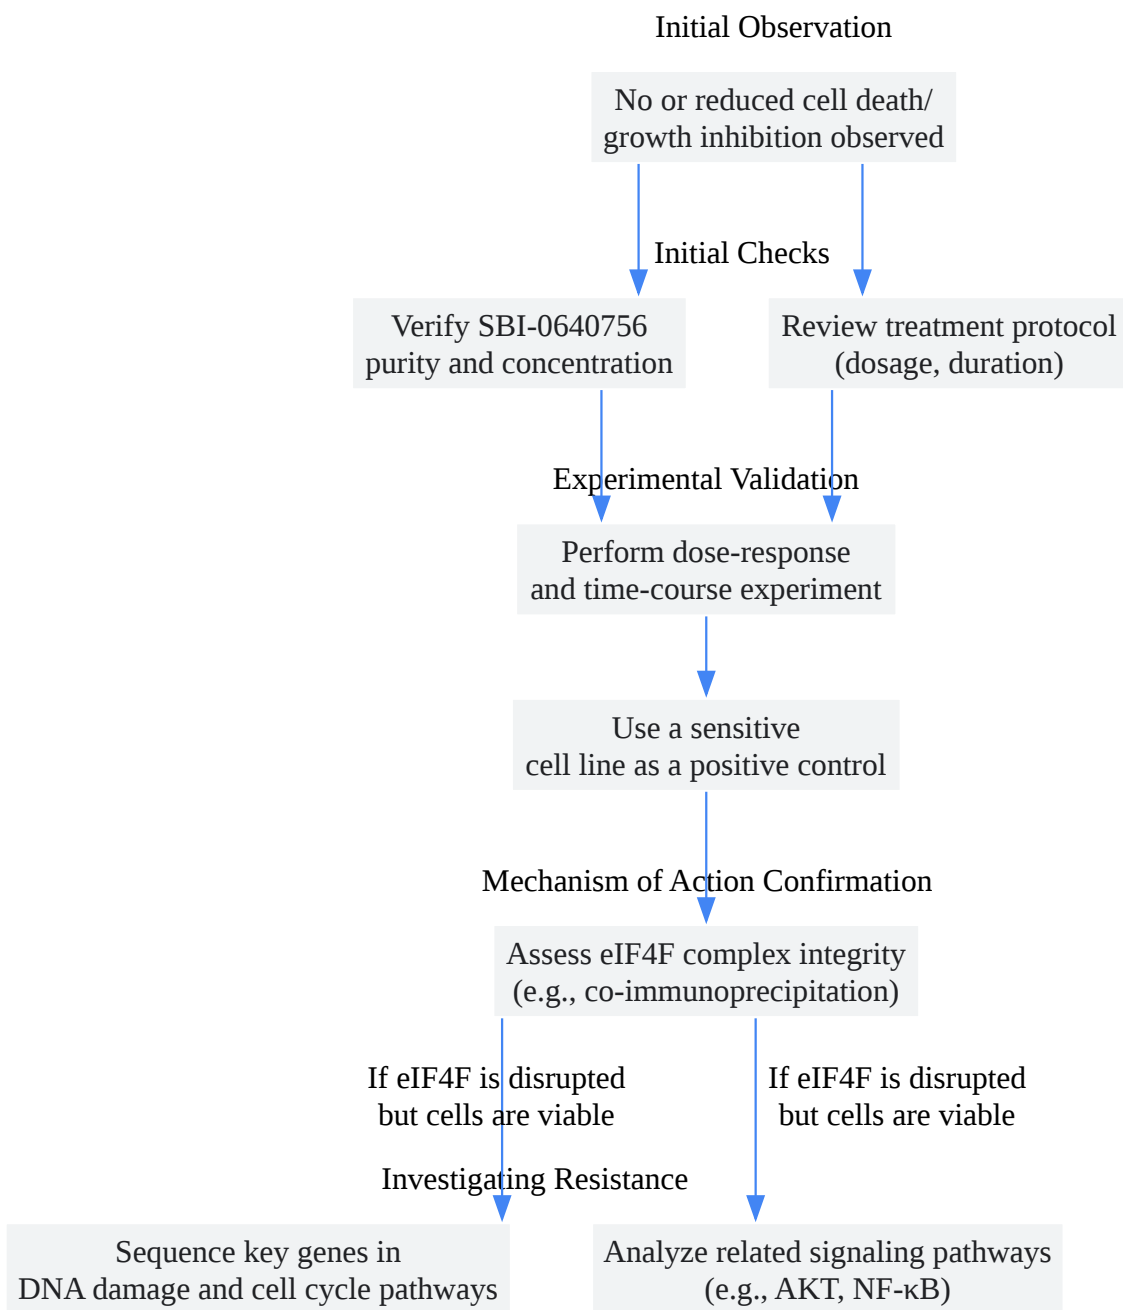 Initial Observation
No or reduced cell death/
growth inhibition observed
Initial Checks
Verify SBI-0640756
purity and concentration
Review treatment protocol
(dosage, duration)
Experimental Validation
Perform dose-response
and time-course experiment
Use a sensitive
cell line as a positive control
Mechanism of Action Confirmation
Assess eIF4F complex integrity
(e.g., co-immunoprecipitation)
If eIF4F is disrupted
but cells are viable
If eIF4F is disrupted
but cells are viable
Investigating Resistance
Sequence key genes in
DNA damage and cell cycle pathways
Analyze related signaling pathways
(e.g., AKT, NF-κB)